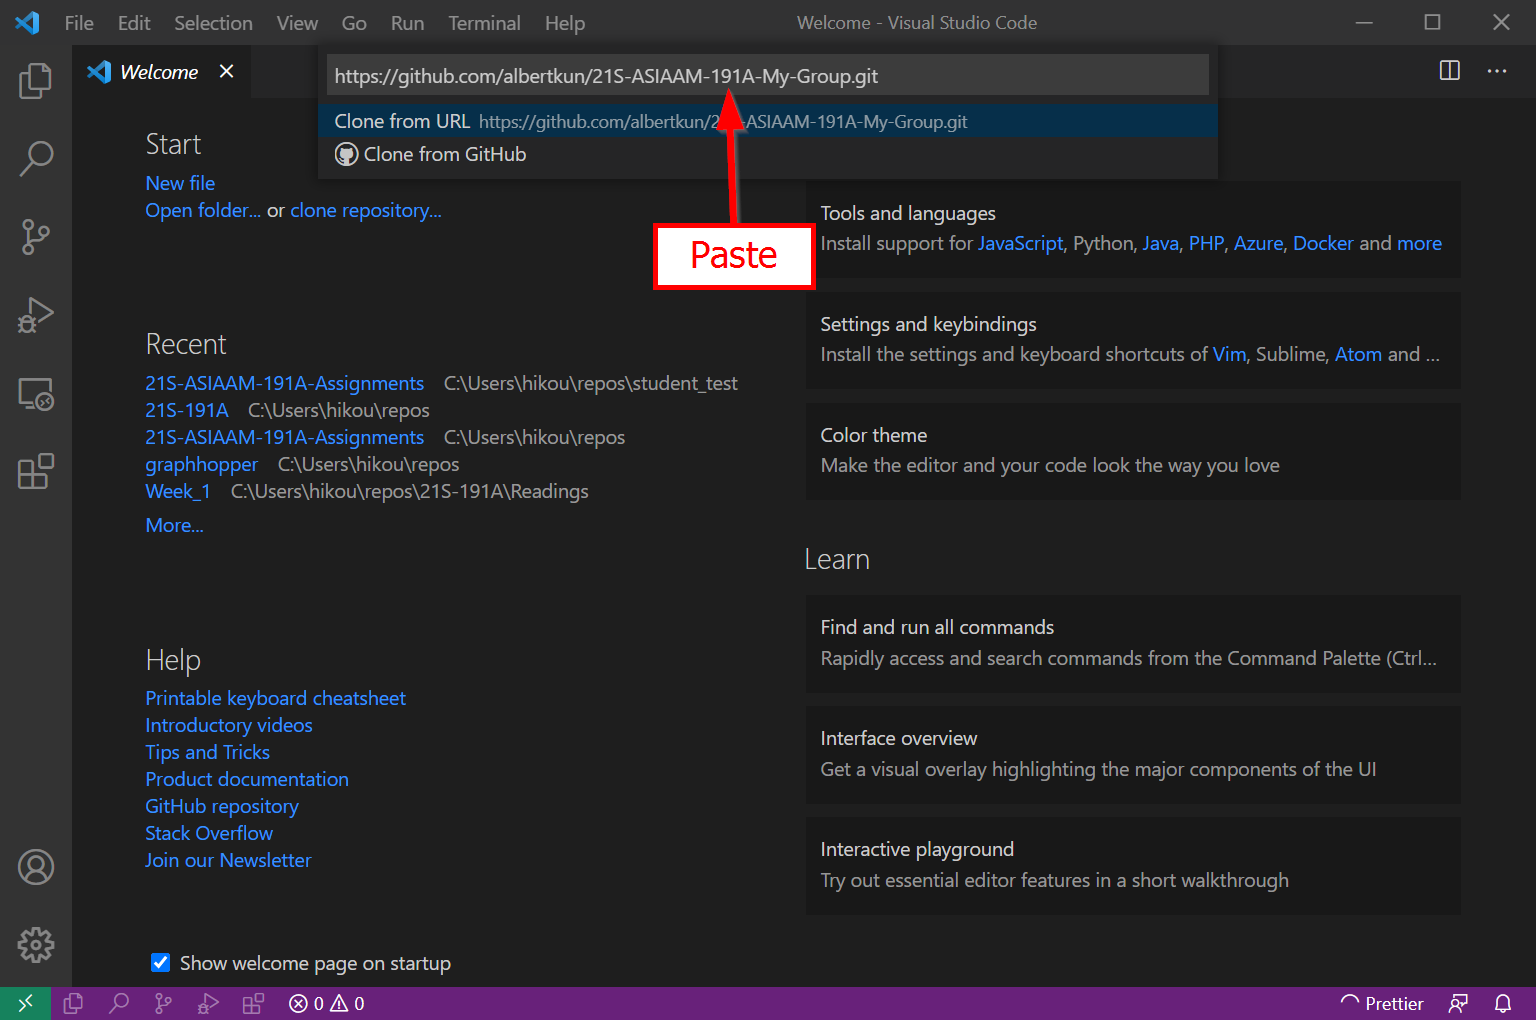 File Edit Selection View Go Run Terminal Help Welcome - Visual Studio Code
Welcome
https://github.com/albertkun/21S-ASIAAM-191A-My-Group.git
Clone from URL https://github.com/albertkun/2 -ASIAAM-191A-My-Group.git
Clone from GitHub
Paste
Start
New file
Open folder... or clone repository...
Recent
21S-ASIAAM-191A-Assignments C:\Users\hikou\repos\student_test
21S-191A C:\Users\hikou\repos
21S-ASIAAM-191A-Assignments C:\Users\hikou\repos
graphhopper C:\Users\hikou\repos
Week_1 C:\Users\hikou\repos\21S-191A\Readings
More...
Help
Printable keyboard cheatsheet
Introductory videos
Tips and Tricks
Product documentation
GitHub repository
Stack Overflow
Join our Newsletter
Show welcome page on startup
Tools and languages
Install support for JavaScript, Python, Java, PHP, Azure, Docker and more
Settings and keybindings
Install the settings and keyboard shortcuts of Vim, Sublime, Atom and ...
Color theme
Make the editor and your code look the way you love
Learn
Find and run all commands
Rapidly access and search commands from the Command Palette (Ctrl...
Interface overview
Get a visual overlay highlighting the major components of the UI
Interactive playground
Try out essential editor features in a short walkthrough
0 0 Prettier